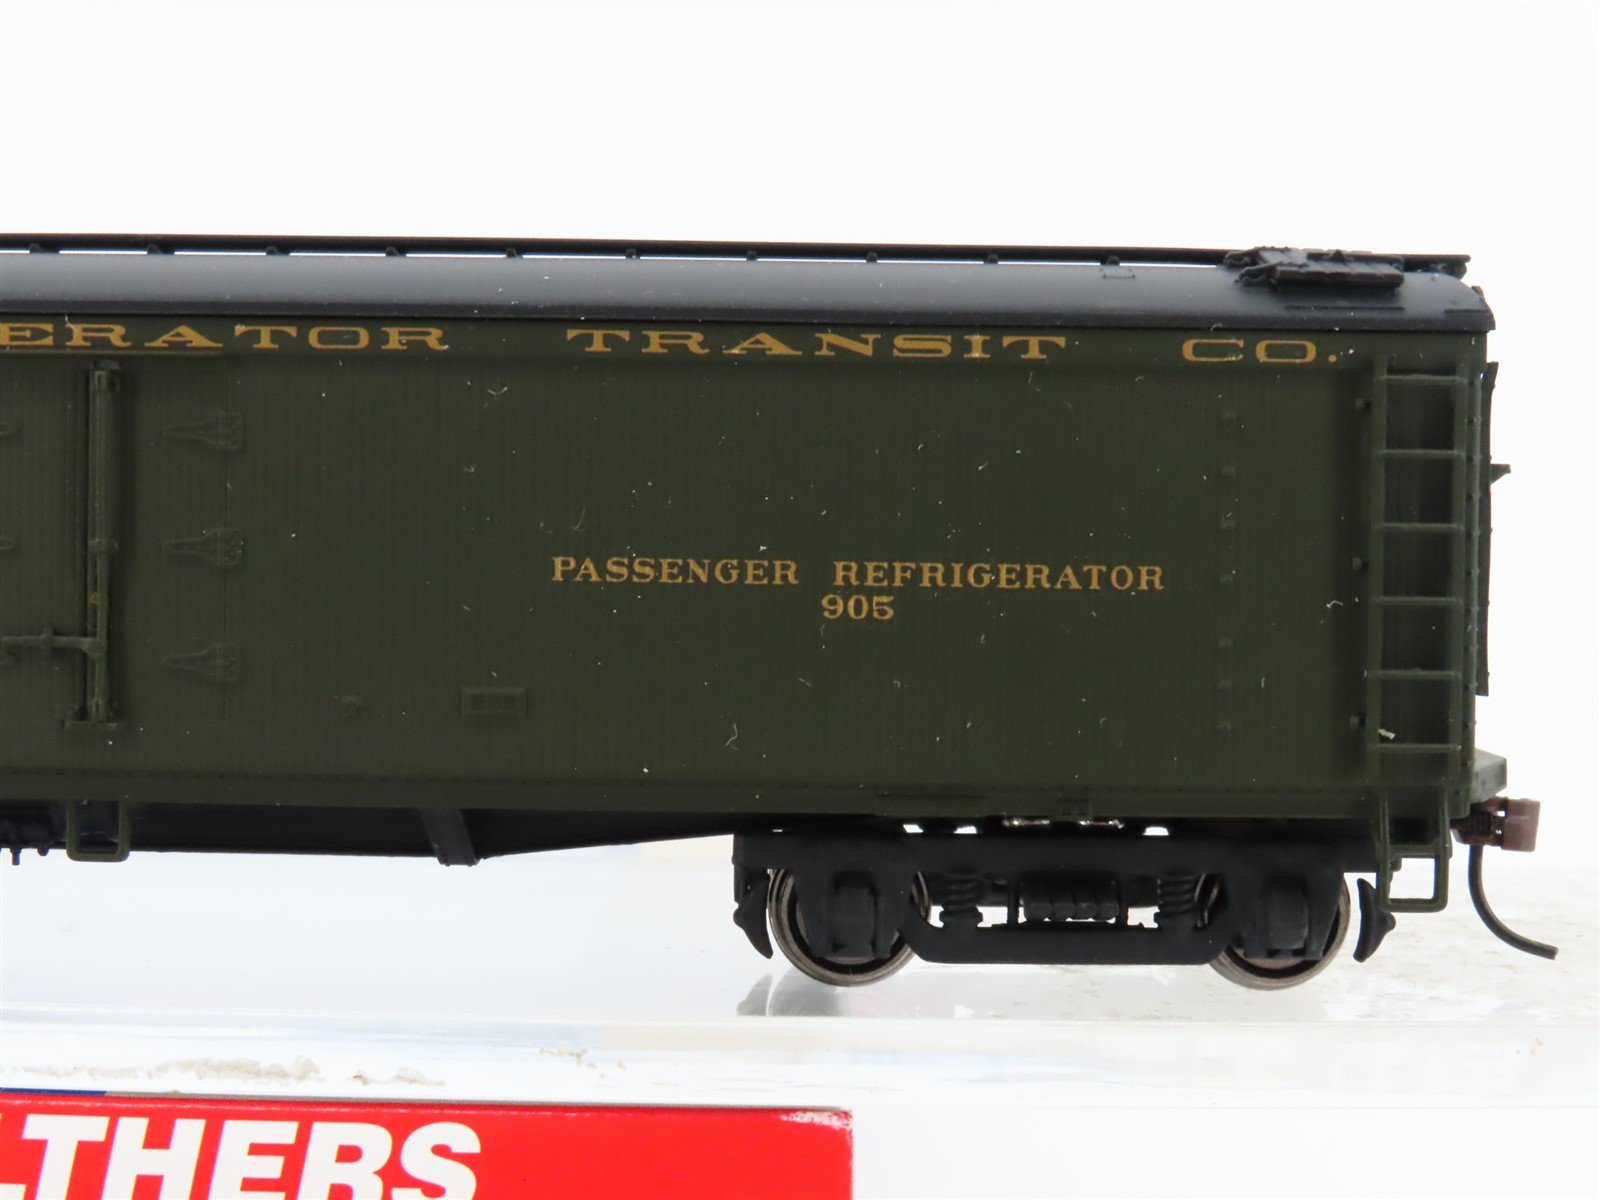 ERATOR TRANSIT CO.
PASSENGER REFRIGERATOR
905
LTHERS